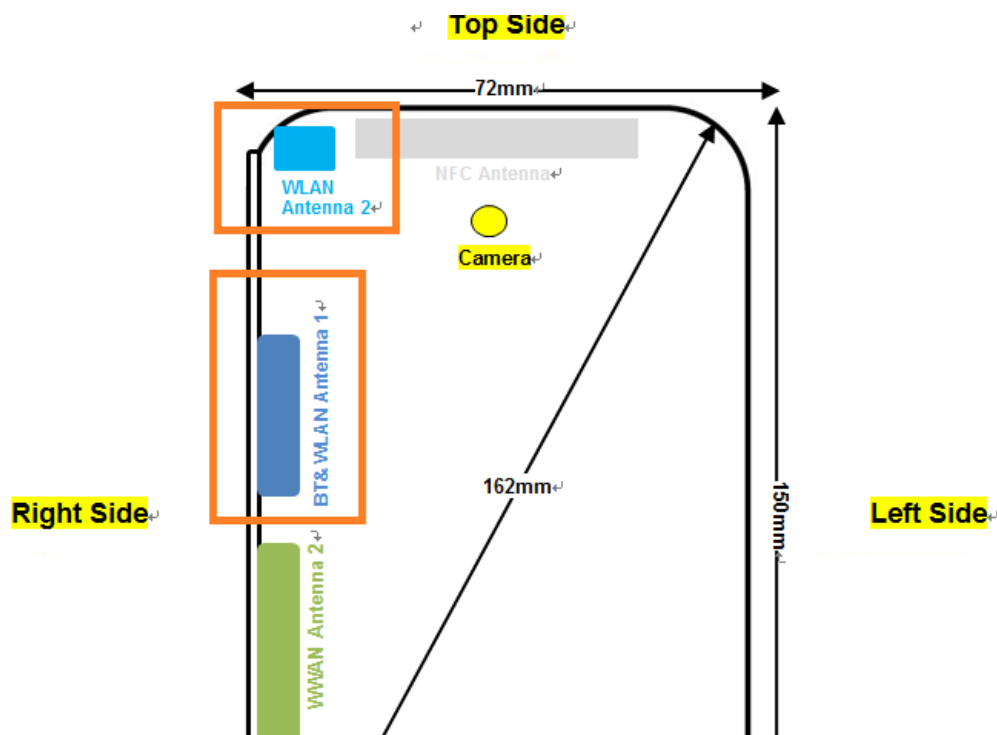 Top Side
72mm
WLAN
Antenna 2
NFC Antenna
Camera
BT& WLAN Antenna 1
162mm
150mm
Right Side
Left Side
WWAN Antenna 2